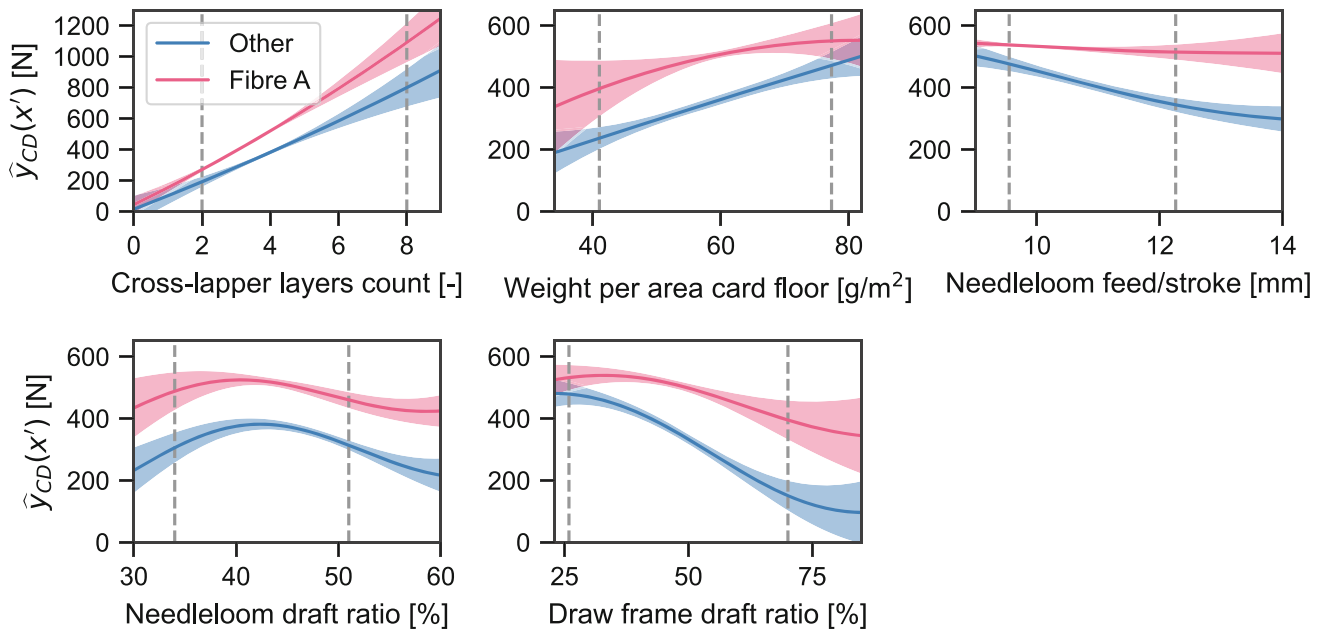 ŷ_CD(x′) [N]
1200
1000
800
600
400
200
0
Other
Fibre A
0 2 4 6 8
Cross-lapper layers count [-]
600
400
200
0
40 60 80
Weight per area card floor [g/m²]
600
400
200
0
10 12 14
Needleloom feed/stroke [mm]
ŷ_CD(x′) [N]
600
400
200
0
30 40 50 60
Needleloom draft ratio [%]
600
400
200
0
25 50 75
Draw frame draft ratio [%]